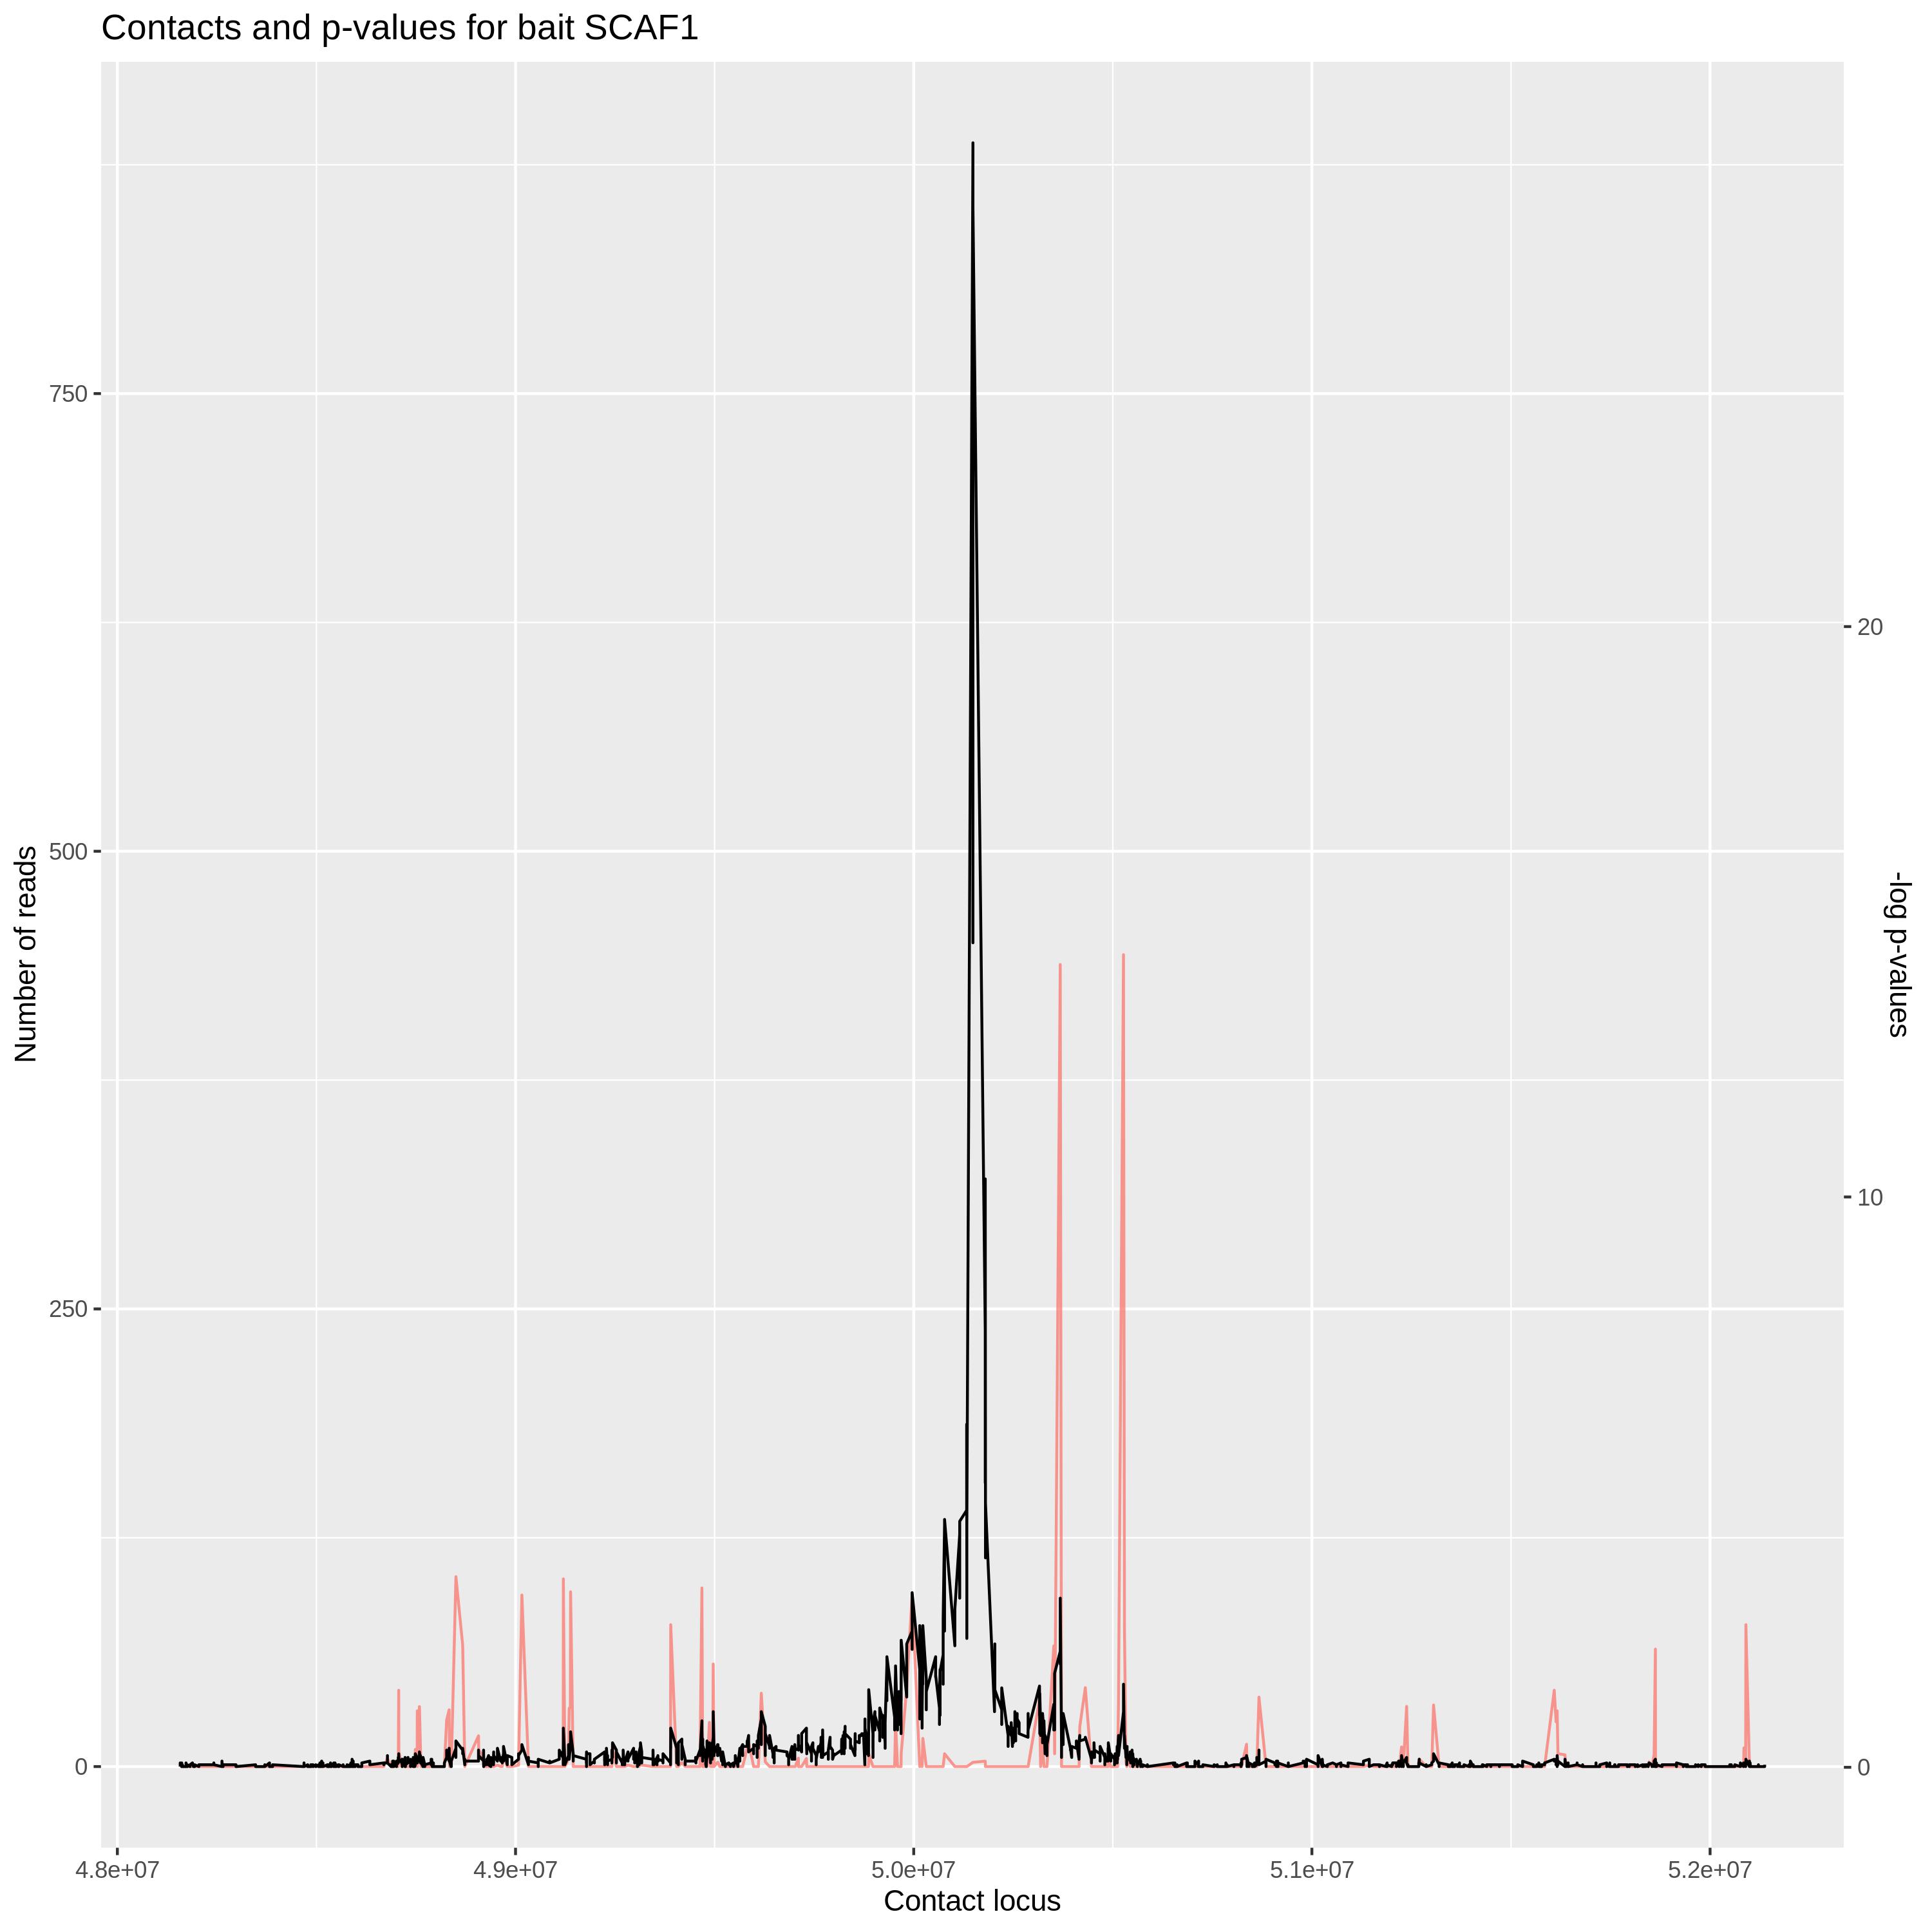 Contacts and p-values for bait SCAF1
Number of reads
750
500
250
0
20
10
0
-log p-values
4.8e+07 4.9e+07 5.0e+07 5.1e+07 5.2e+07
Contact locus